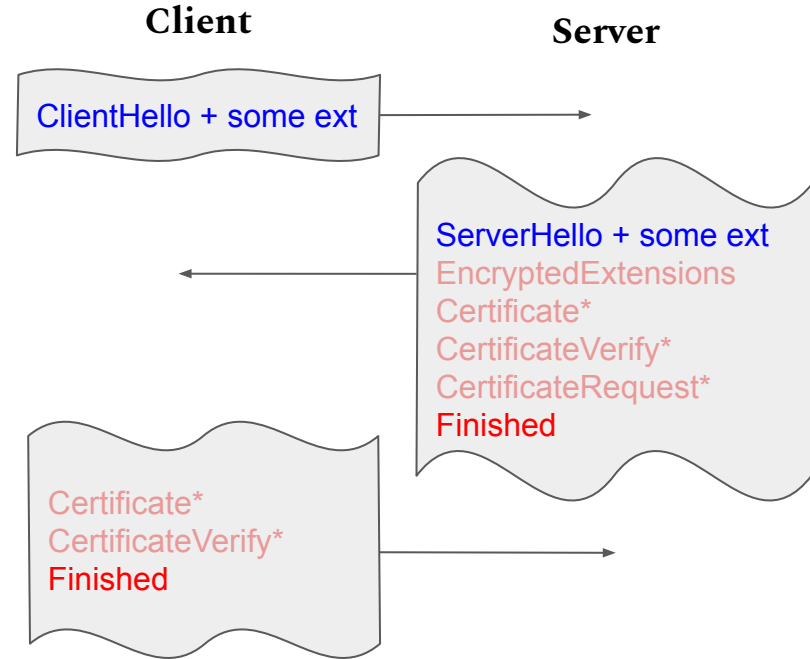 Client
Server
ClientHello + some ext
ServerHello + some ext
EncryptedExtensions
Certificate*
CertificateVerify*
CertificateRequest*
Finished
Certificate*
CertificateVerify*
Finished